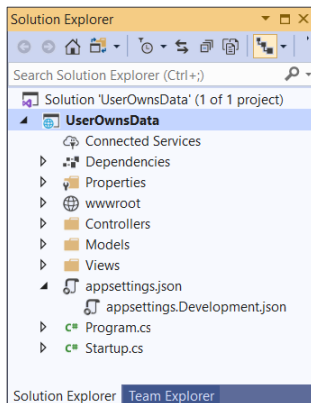 Solution Explorer
Search Solution Explorer (Ctrl+;)
Solution 'UserOwnsData' (1 of 1 project)
UserOwnsData
Connected Services
Dependencies
Properties
wwwroot
Controllers
Models
Views
appsettings.json
appsettings.Development.json
C# Program.cs
C# Startup.cs
Solution Explorer Team Explorer